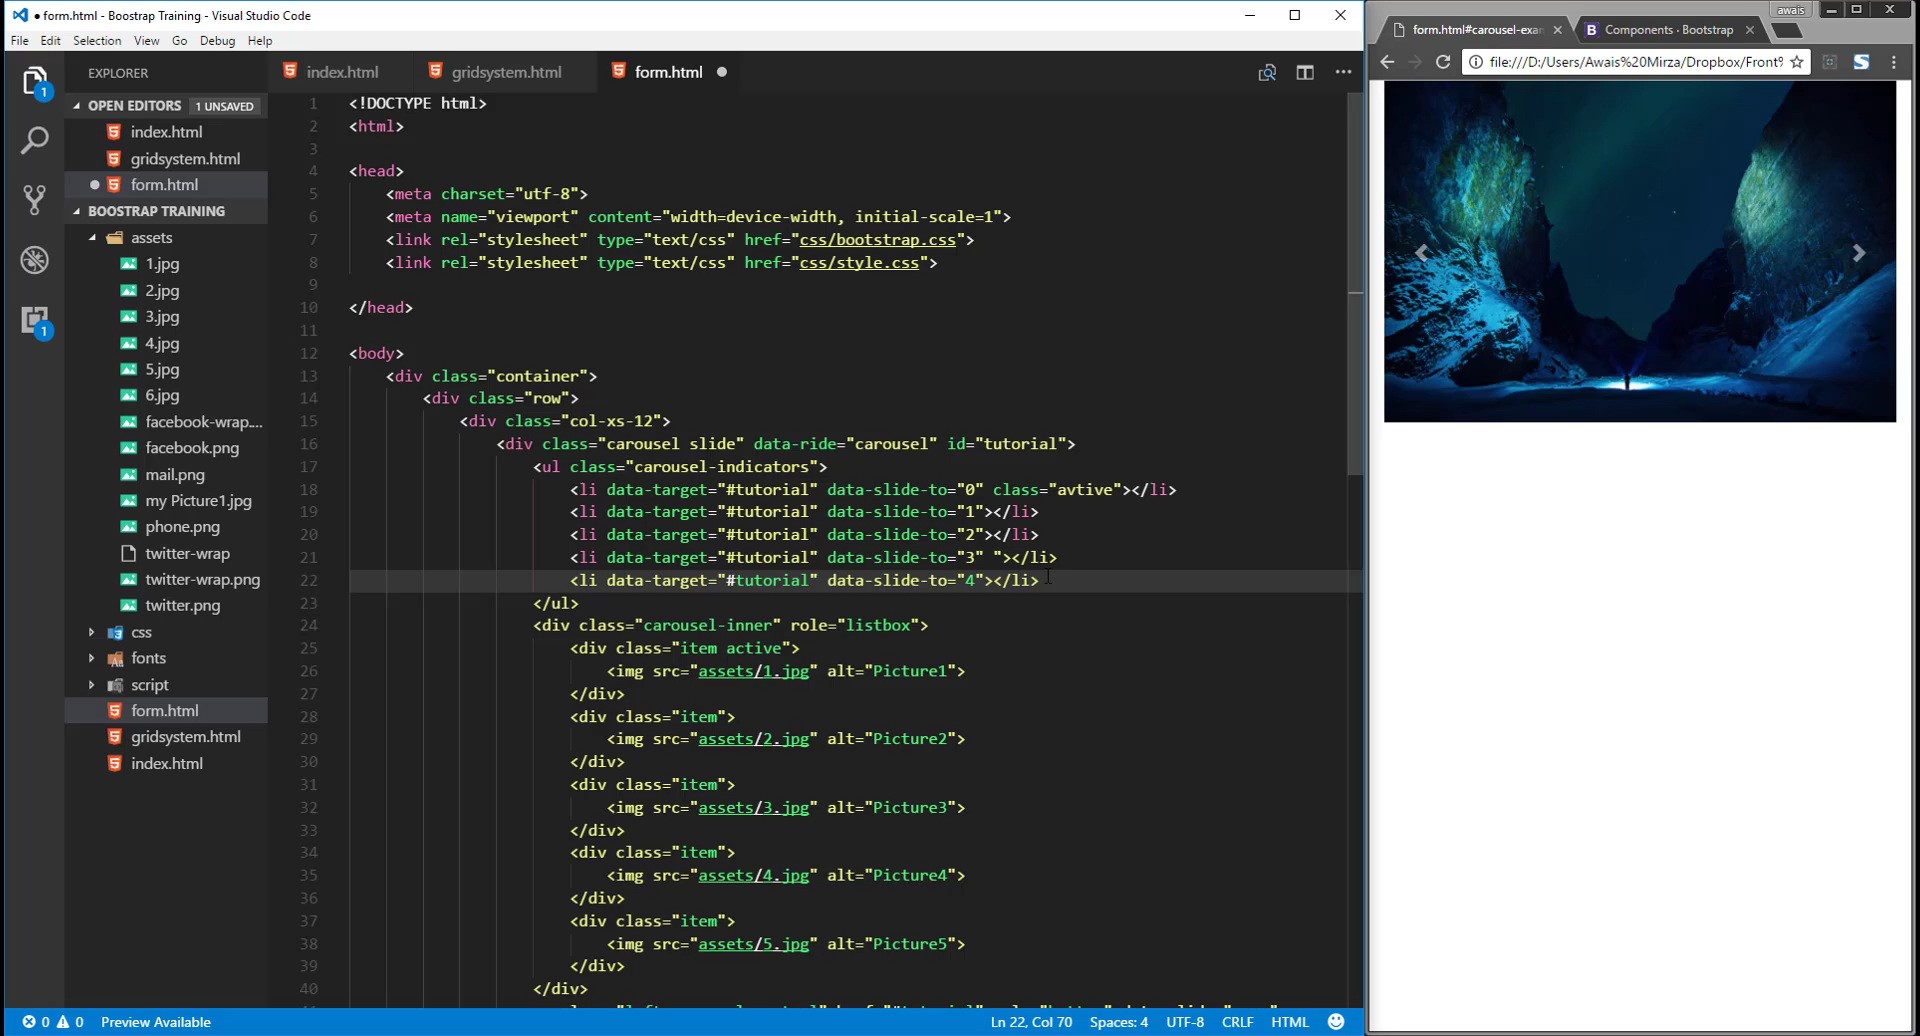 form.html - Boostrap Training - Visual Studio Code
File Edit Selection View Go Debug Help
EXPLORER
OPEN EDITORS 1 UNSAVED
index.html
gridsystem.html
form.html
BOOSTRAP TRAINING
assets
1.jpg
2.jpg
3.jpg
4.jpg
5.jpg
6.jpg
facebook-wrap....
facebook.png
mail.png
my Picture1.jpg
phone.png
twitter-wrap
twitter-wrap.png
twitter.png
css
fonts
script
form.html
gridsystem.html
index.html
1
1
index.html gridsystem.html form.html
1 <!DOCTYPE html>
2 <html>
3
4 <head>
5 <meta charset="utf-8">
6 <meta name="viewport" content="width=device-width, initial-scale=1">
7 <link rel="stylesheet" type="text/css" href="css/bootstrap.css">
8 <link rel="stylesheet" type="text/css" href="css/style.css">
9
10 </head>
11
12 <body>
13 <div class="container">
14 <div class="row">
15 <div class="col-xs-12">
16 <div class="carousel slide" data-ride="carousel" id="tutorial">
17 <ul class="carousel-indicators">
18 <li data-target="#tutorial" data-slide-to="0" class="avtive"></li>
19 <li data-target="#tutorial" data-slide-to="1"></li>
20 <li data-target="#tutorial" data-slide-to="2"></li>
21 <li data-target="#tutorial" data-slide-to="3" "></li>
22 <li data-target="#tutorial" data-slide-to="4"></li>
23 </ul>
24 <div class="carousel-inner" role="listbox">
25 <div class="item active">
26 <img src="assets/1.jpg" alt="Picture1">
27 </div>
28 <div class="item">
29 <img src="assets/2.jpg" alt="Picture2">
30 </div>
31 <div class="item">
32 <img src="assets/3.jpg" alt="Picture3">
33 </div>
34 <div class="item">
35 <img src="assets/4.jpg" alt="Picture4">
36 </div>
37 <div class="item">
38 <img src="assets/5.jpg" alt="Picture5">
39 </div>
40 </div>
0 0 Preview Available Ln 22, Col 70 Spaces: 4 UTF-8 CRLF HTML
awais
form.html#carousel-exa Components · Bootstrap
file:///D:/Users/Awais%20Mirza/Dropbox/Front%